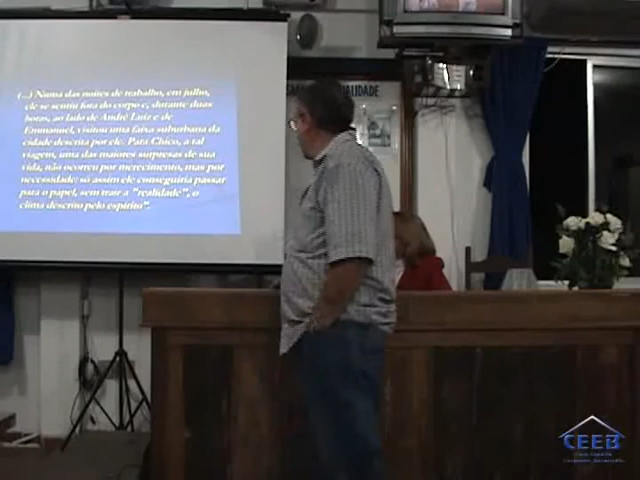 (...) Numa das noites de trabalho, em julho,
ele se sentiu fora do corpo e, durante duas
horas, ao lado de André Luiz e de
Emmanuel, visitou uma faixa suburbana da
cidade descrita por ele. Para Chico, a tal
viagem, uma das maiores surpresas de sua
vida, não ocorreu por merecimento, mas por
necessidade: só assim ele conseguiria passar
para o papel, sem trair a "realidade", o
clima descrito pelo espírito".
CEEB